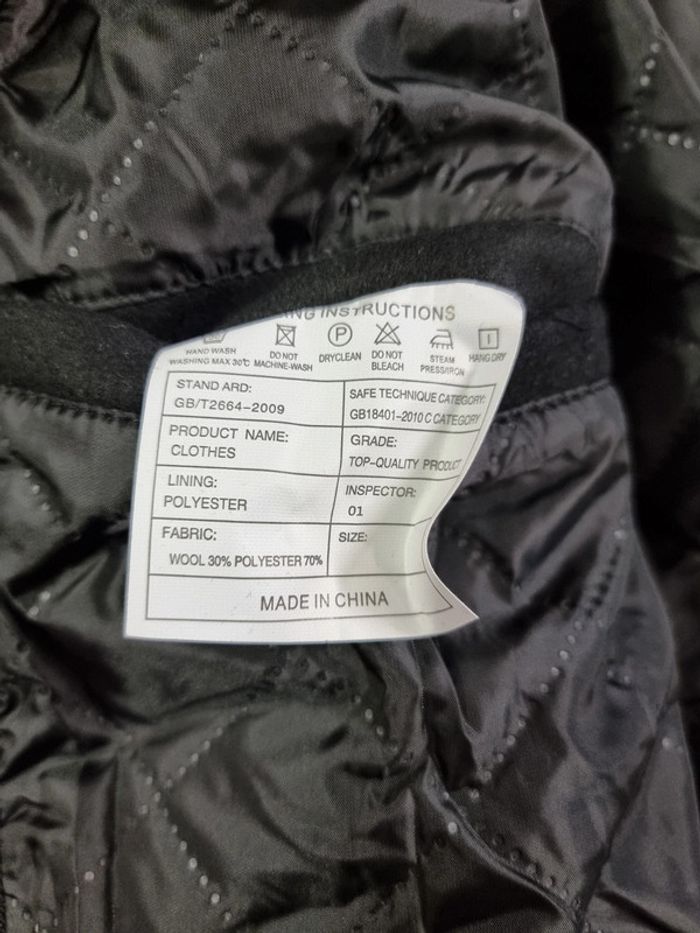 ING INSTRUCTIONS
P
HAND WASH
WASHING MAX 30℃
DO NOT
MACHINE-WASH
DRYCLEAN
DO NOT
BLEACH
STEAM
PRESS/IRON
HANG DRY
STAND ARD:
GB/T2664-2009
SAFE TECHNIQUE CATEGORY:
GB18401-2010 C CATEGORY
PRODUCT NAME:
CLOTHES
GRADE:
TOP-QUALITY PRODUCT
LINING:
POLYESTER
INSPECTOR:
01
FABRIC:
WOOL 30% POLYESTER 70%
SIZE:
MADE IN CHINA